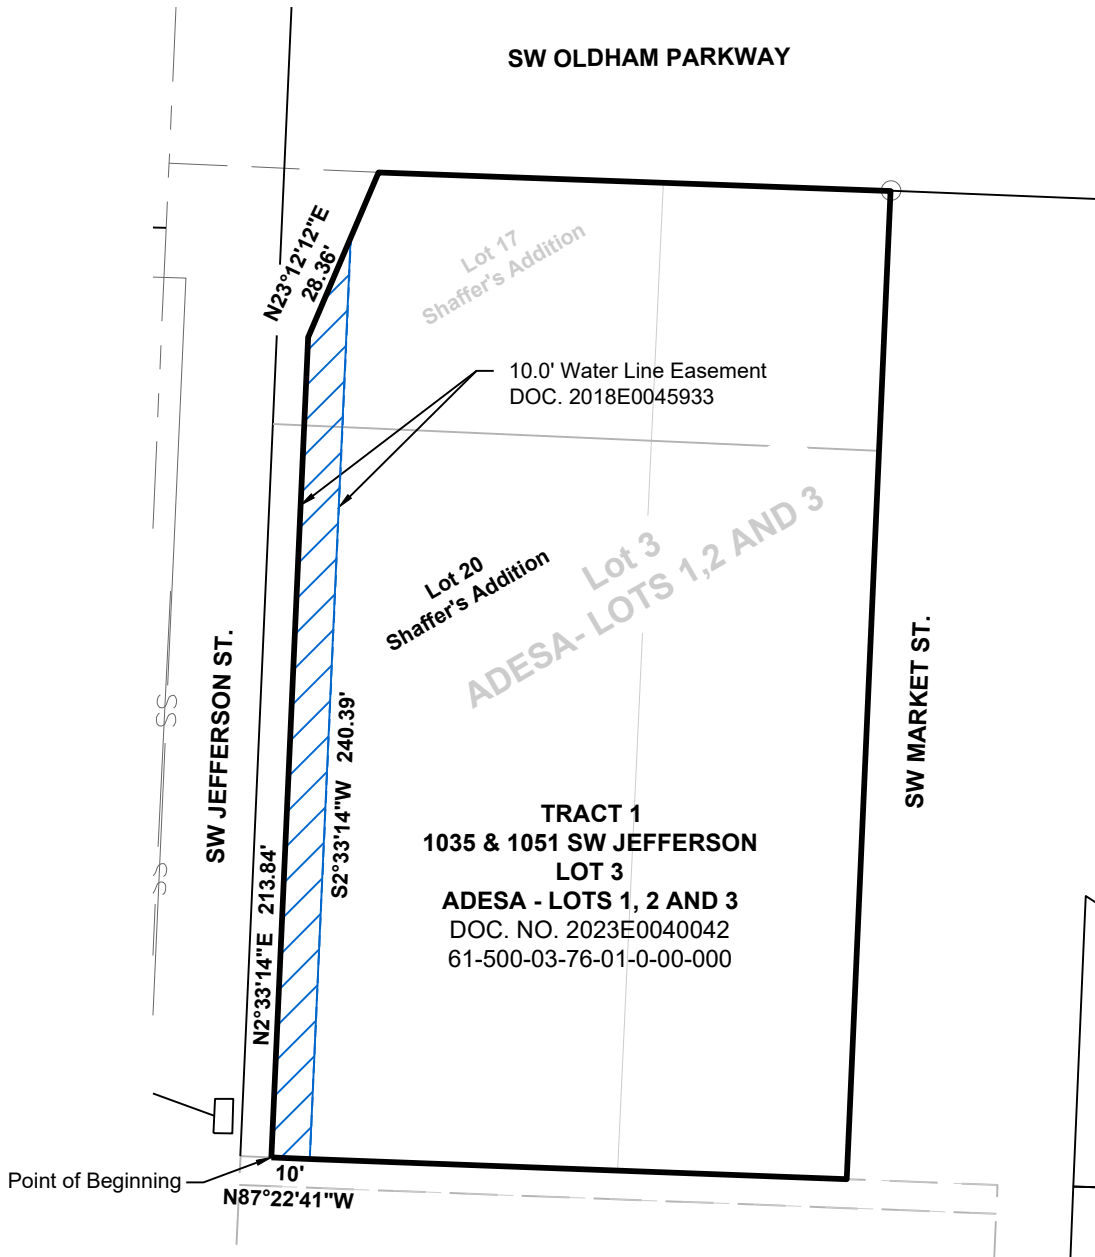 SW OLDHAM PARKWAY
N23°12'12"E
28.36'
Lot 17
Shaffer's Addition
10.0' Water Line Easement
DOC. 2018E0045933
Lot 20
Shaffer's Addition
Lot 3
ADESA- LOTS 1,2 AND 3
SW JEFFERSON ST.
SS
SS
N2°33'14"E 213.84'
S2°33'14"W 240.39'
SW MARKET ST.
TRACT 1
1035 & 1051 SW JEFFERSON
LOT 3
ADESA - LOTS 1, 2 AND 3
DOC. NO. 2023E0040042
61-500-03-76-01-0-00-000
Point of Beginning
10'
N87°22'41"W